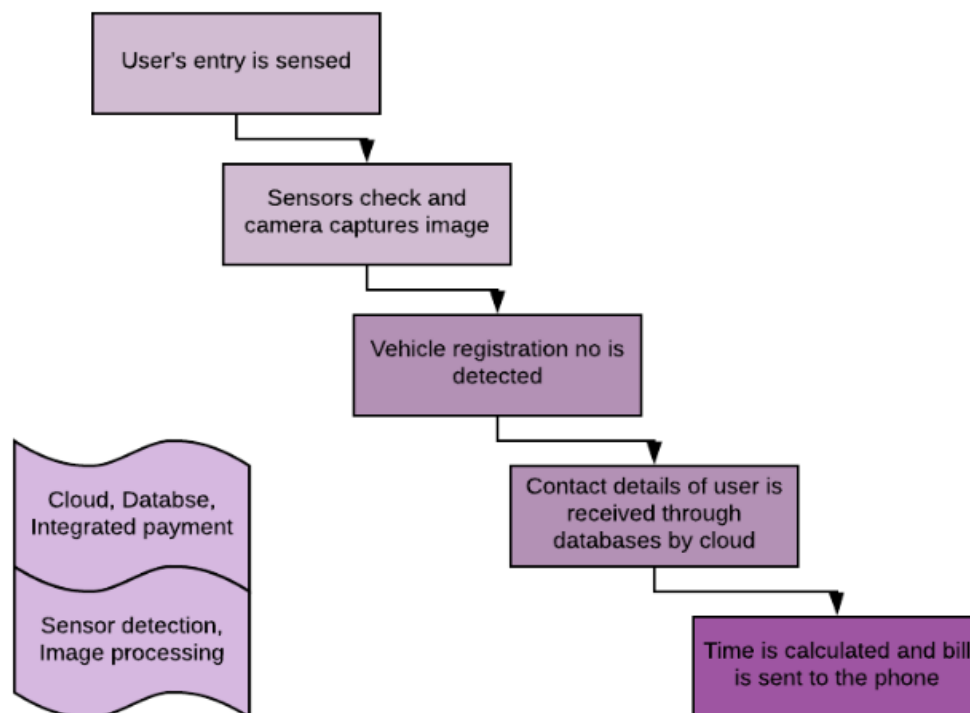 User's entry is sensed
Sensors check and
camera captures image
Vehicle registration no is
detected
Contact details of user is
received through
databases by cloud
Time is calculated and bill
is sent to the phone
Cloud, Databse,
Integrated payment
Sensor detection,
Image processing